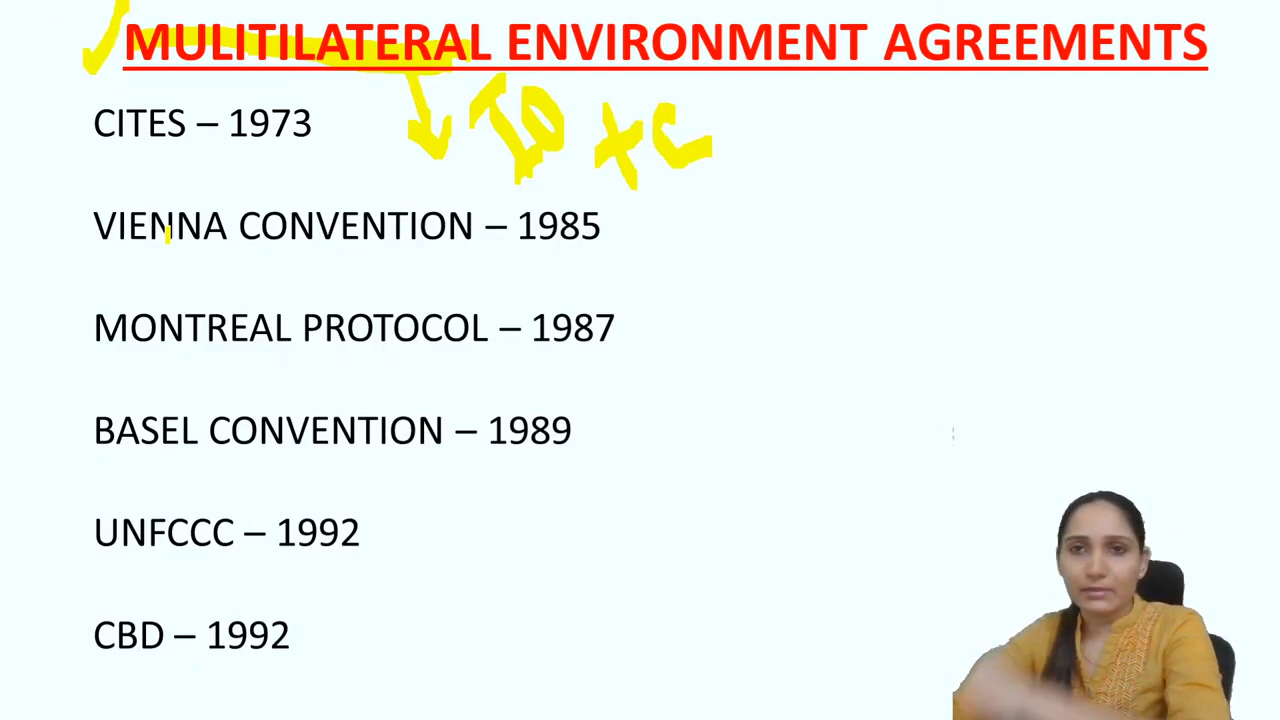 MULITILATERAL ENVIRONMENT AGREEMENTS
CITES – 1973
VIENNA CONVENTION – 1985
MONTREAL PROTOCOL – 1987
BASEL CONVENTION – 1989
UNFCCC – 1992
CBD – 1992